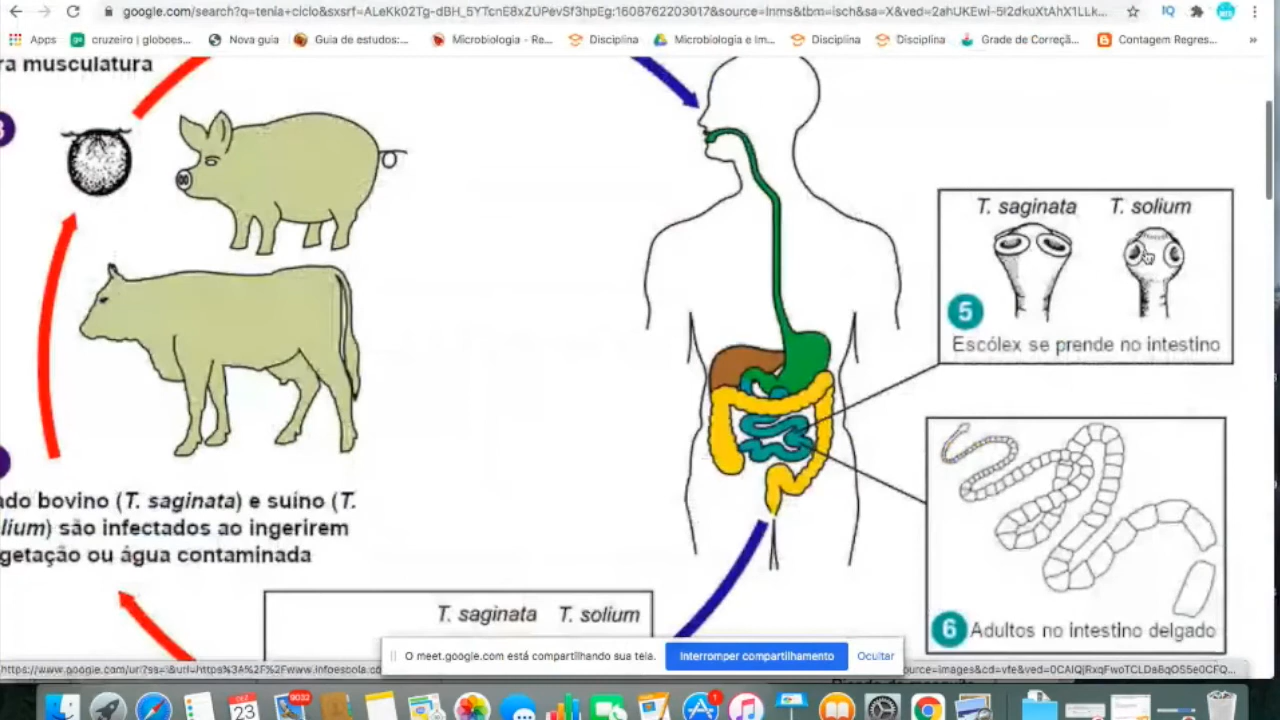 google.com/search?q=tenia+ciclo&sxsrf=ALeKk02Tg-dBH_5YTcnE8xZUPevSf3hpEg:1608762203017&source=lnms&tbm=isch&sa=X&ved=2ahUKEwi-5I2dkuXtAhX1LLk...
Apps cruzeiro | globoes... Nova guia Guia de estudos:... Microbiologia - Re... Disciplina Microbiologia e Im... Disciplina Disciplina Grade de Correçã... Contagem Regres... »
ra musculatura
T. saginata T. solium
5
Escólex se prende no intestino
ado bovino (T. saginata) e suíno (T.
lium) são infectados ao ingerirem
getação ou água contaminada
6 Adultos no intestino delgado
T. saginata T. solium
O meet.google.com está compartilhando sua tela. Interromper compartilhamento Ocultar
DEZ
23
9032
1